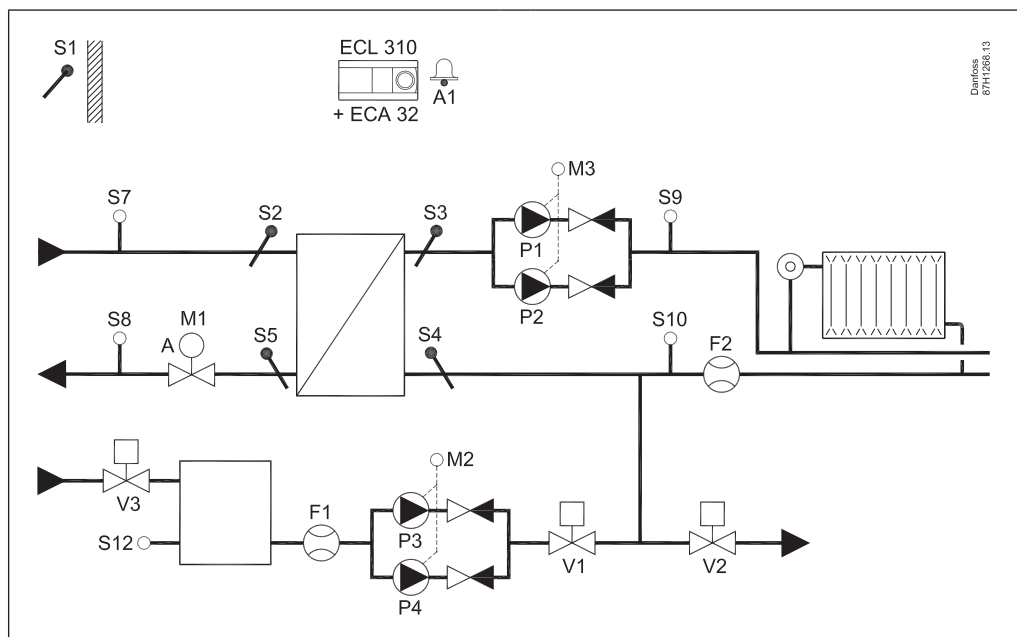 S1
ECL 310
A1
+ ECA 32
Danfoss
87H1268.13
M3
S7
S2
S3
P1
S9
P2
S8
M1
A
S5
S4
S10
F2
M2
V3
F1
P3
S12
V1
V2
P4